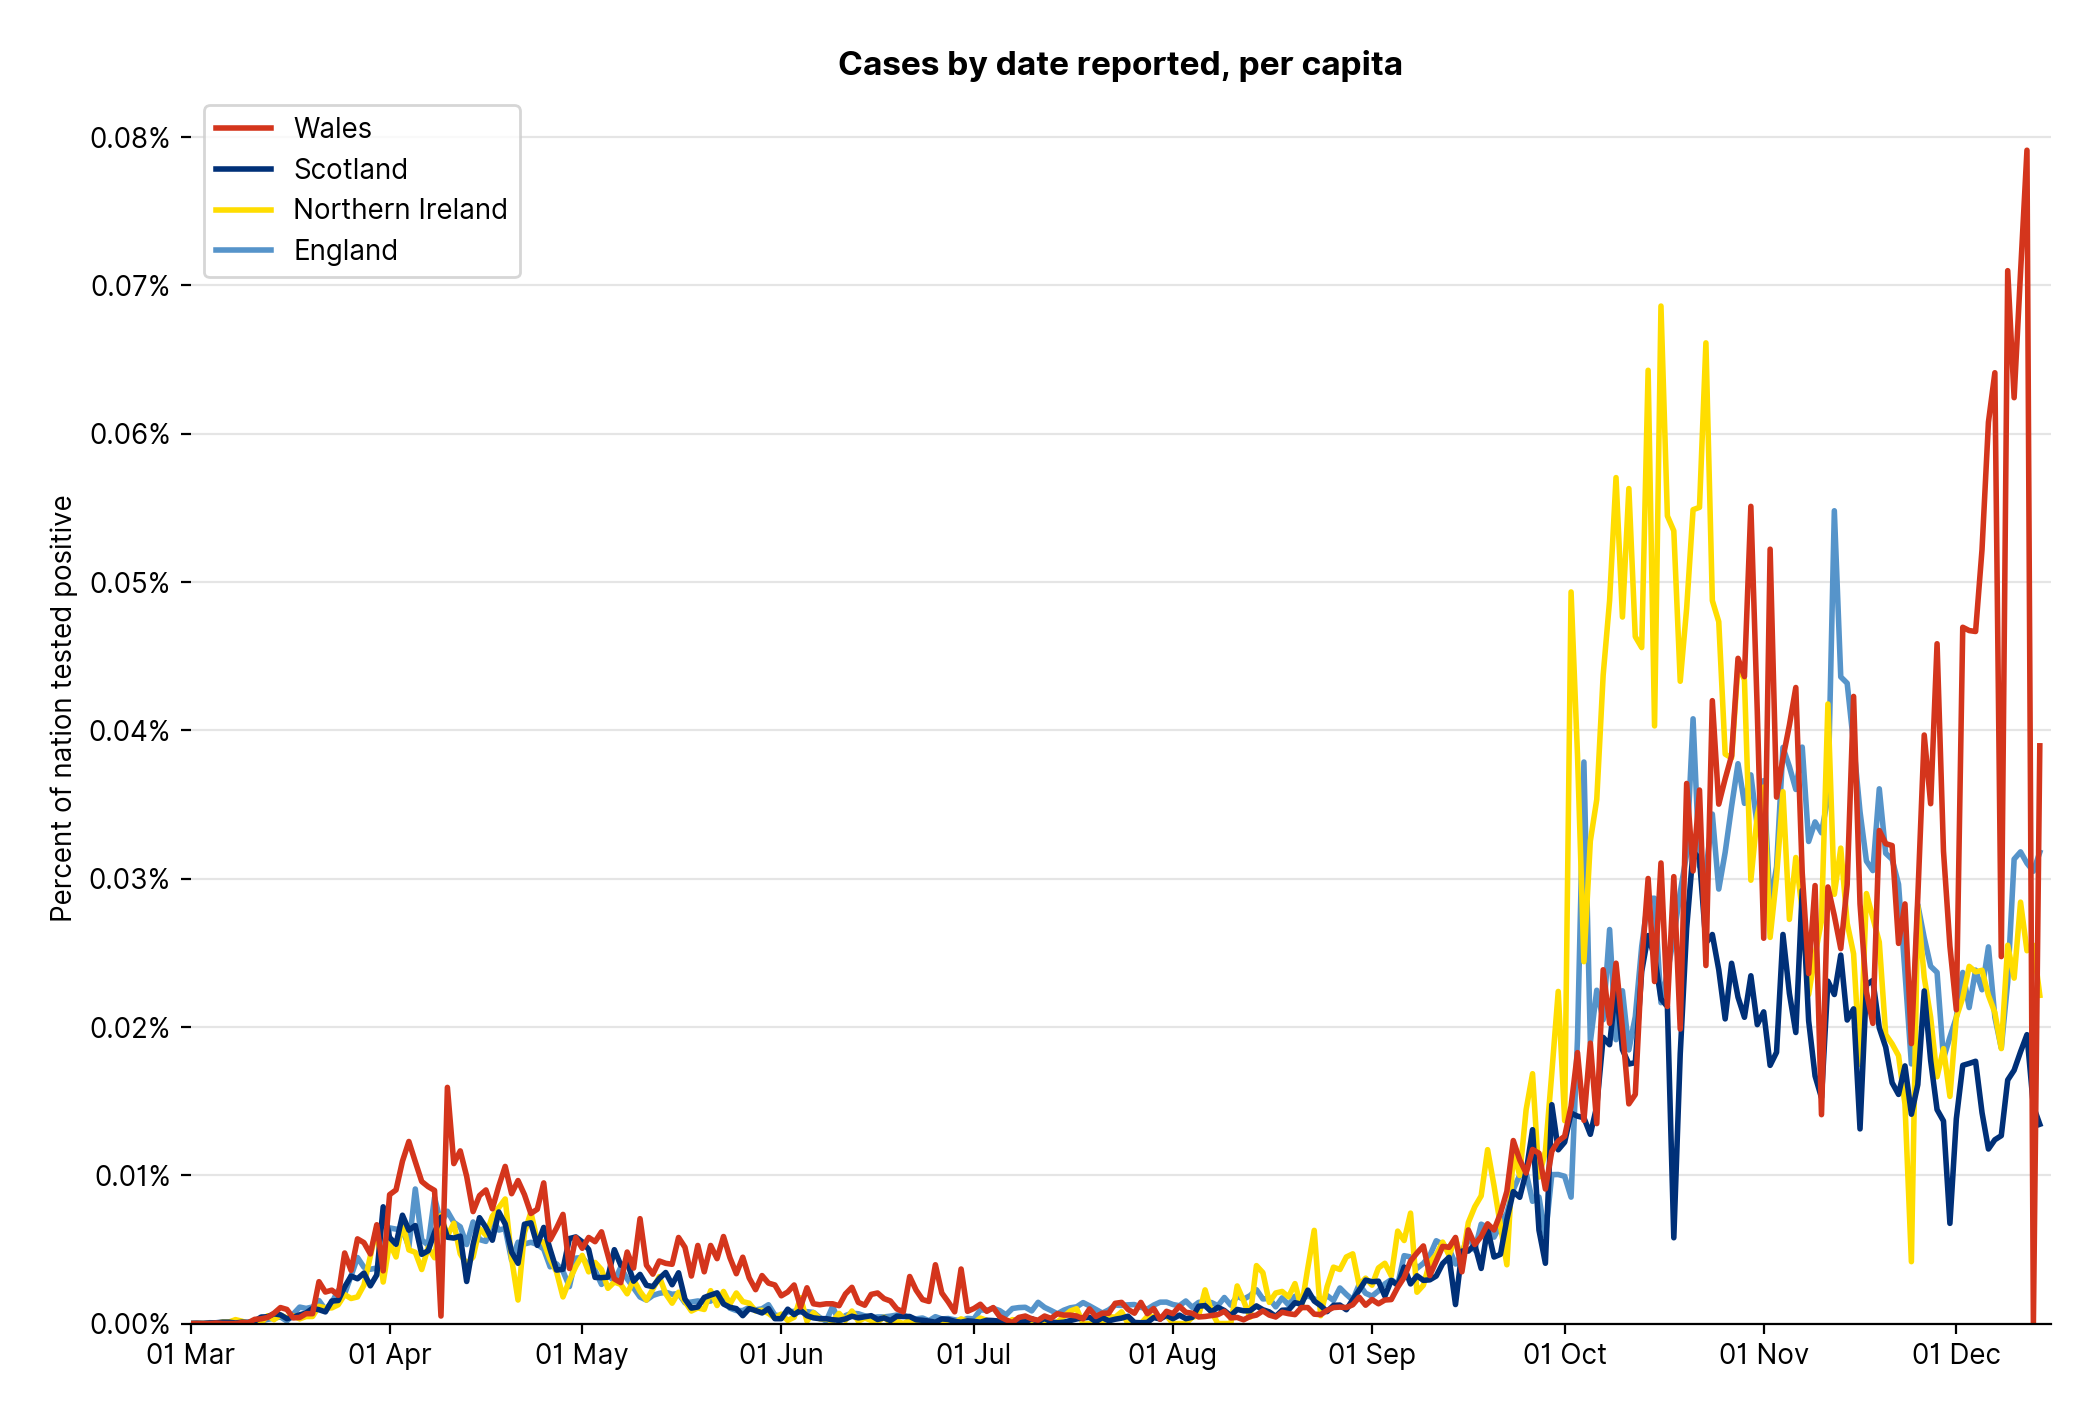 Cases by date reported, per capita
Wales
Scotland
Northern Ireland
England
Percent of nation tested positive
0.08%
0.07%
0.06%
0.05%
0.04%
0.03%
0.02%
0.01%
0.00%
01 Mar
01 Apr
01 May
01 Jun
01 Jul
01 Aug
01 Sep
01 Oct
01 Nov
01 Dec